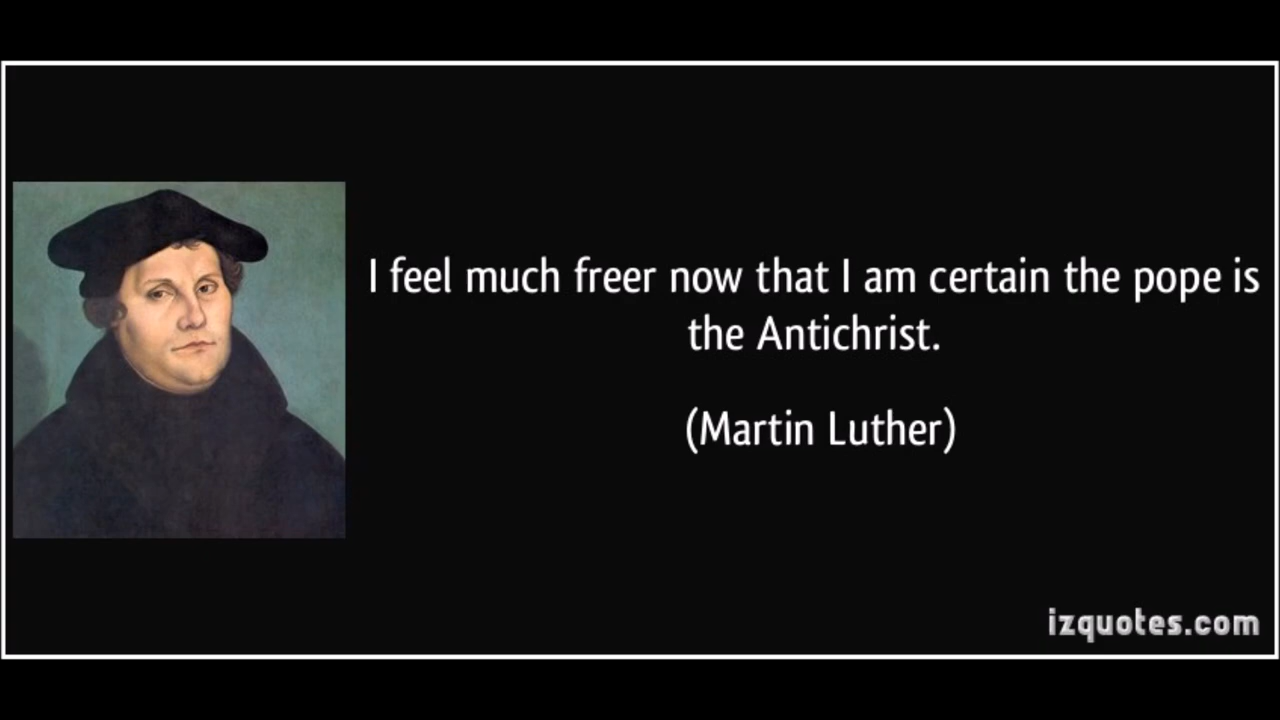 I feel much freer now that I am certain the pope is
the Antichrist.
(Martin Luther)
izquotes.com